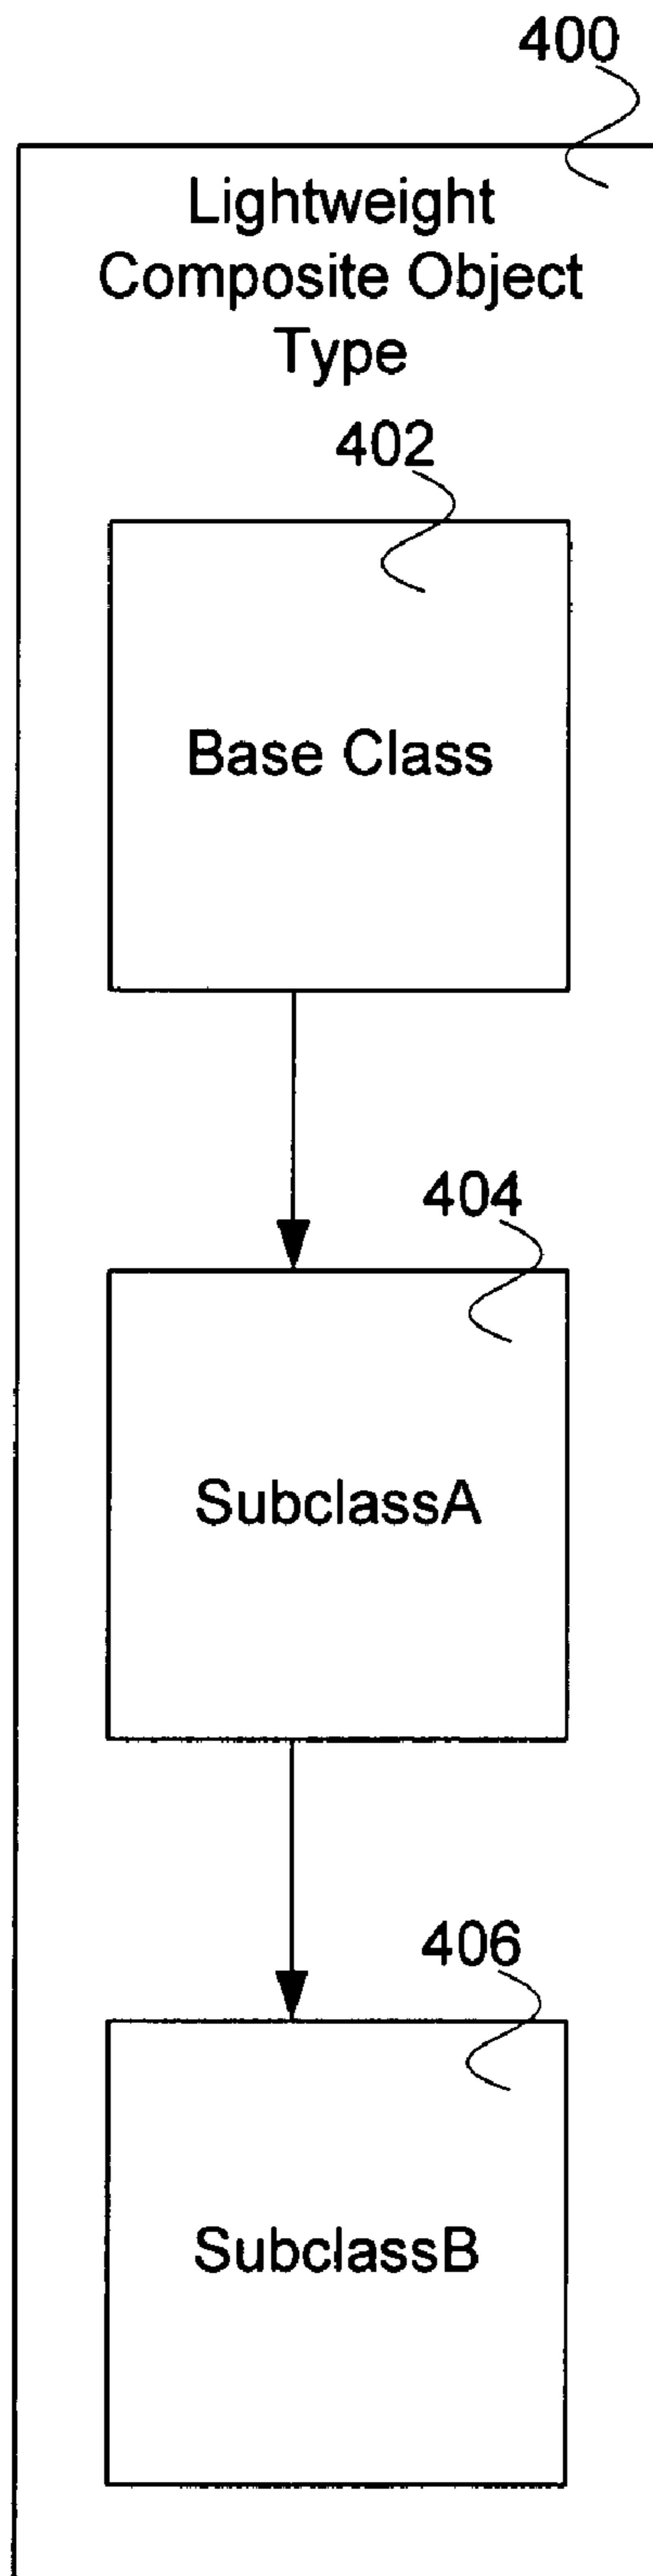 400
Lightweight
Composite Object
Type
402
Base Class
404
SubclassA
406
SubclassB